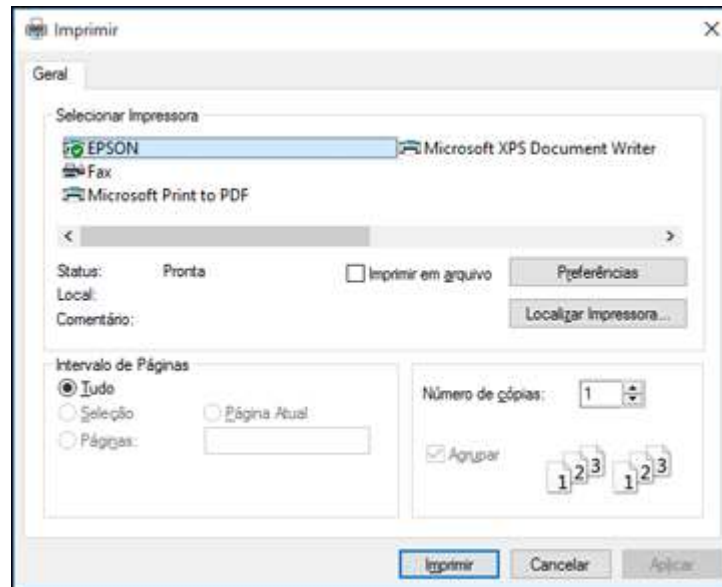 Imprimir
Geral
Selecionar Impressora
EPSON
Microsoft XPS Document Writer
Fax
Microsoft Print to PDF
Status: Pronta
Imprimir em arquivo
Preferências
Local:
Localizar Impressora...
Comentário:
Intervalo de Páginas
Tudo
Seleção
Página Atual
Páginas:
Número de cópias: 1
Agrupar
1 2 3 1 2 3
Imprimir
Cancelar
Aplicar